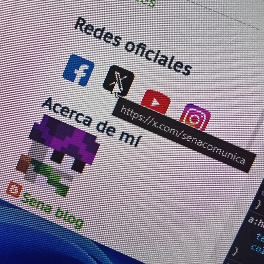 Redes oficiales
https://x.com/senacomunica
Acerca de mí
Sena blog